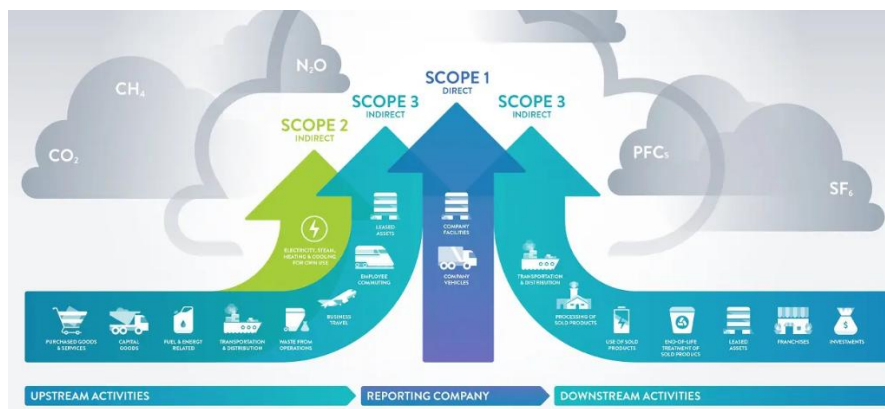 N₂O
CH₄
CO₂
PFCₛ
SF₆
SCOPE 1
DIRECT
SCOPE 3
INDIRECT
SCOPE 3
INDIRECT
SCOPE 2
INDIRECT
ELECTRICITY, STEAM,
HEATING & COOLING
FOR OWN USE
LEASED
ASSETS
EMPLOYEE
COMMUTING
BUSINESS
TRAVEL
COMPANY
FACILITIES
COMPANY
VEHICLES
TRANSPORTATION
& DISTRIBUTION
PROCESSING OF
SOLD PRODUCTS
PURCHASED GOODS
& SERVICES
CAPITAL
GOODS
FUEL & ENERGY
RELATED
TRANSPORTATION
& DISTRIBUTION
WASTE FROM
OPERATIONS
USE OF SOLD
PRODUCTS
END-OF-LIFE
TREATMENT
OF SOLD PRODUCT
LEASED
ASSETS
FRANCHISES
INVESTMENTS
UPSTREAM ACTIVITIES
REPORTING COMPANY
DOWNSTREAM ACTIVITIES